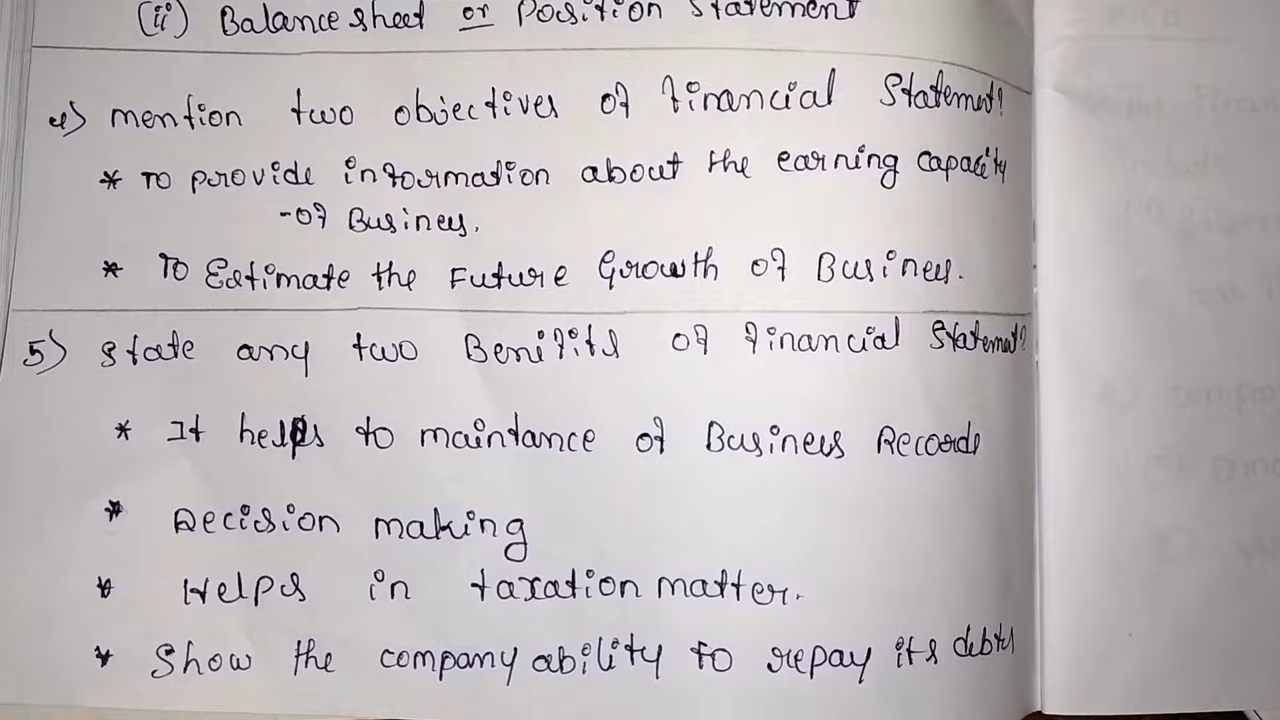 (ii) Balance sheet or Position Statement
4) mention two objectives of Financial Statement?
* To provide information about the earning capacity
-of Business.
* To Estimate the Future Growth of Business.
5) State any two Benifits of Financial Statement?
* It helps to maintance of Business Records
* Decision making
* Helps in taxation matter.
* Show the company ability to repay its debts